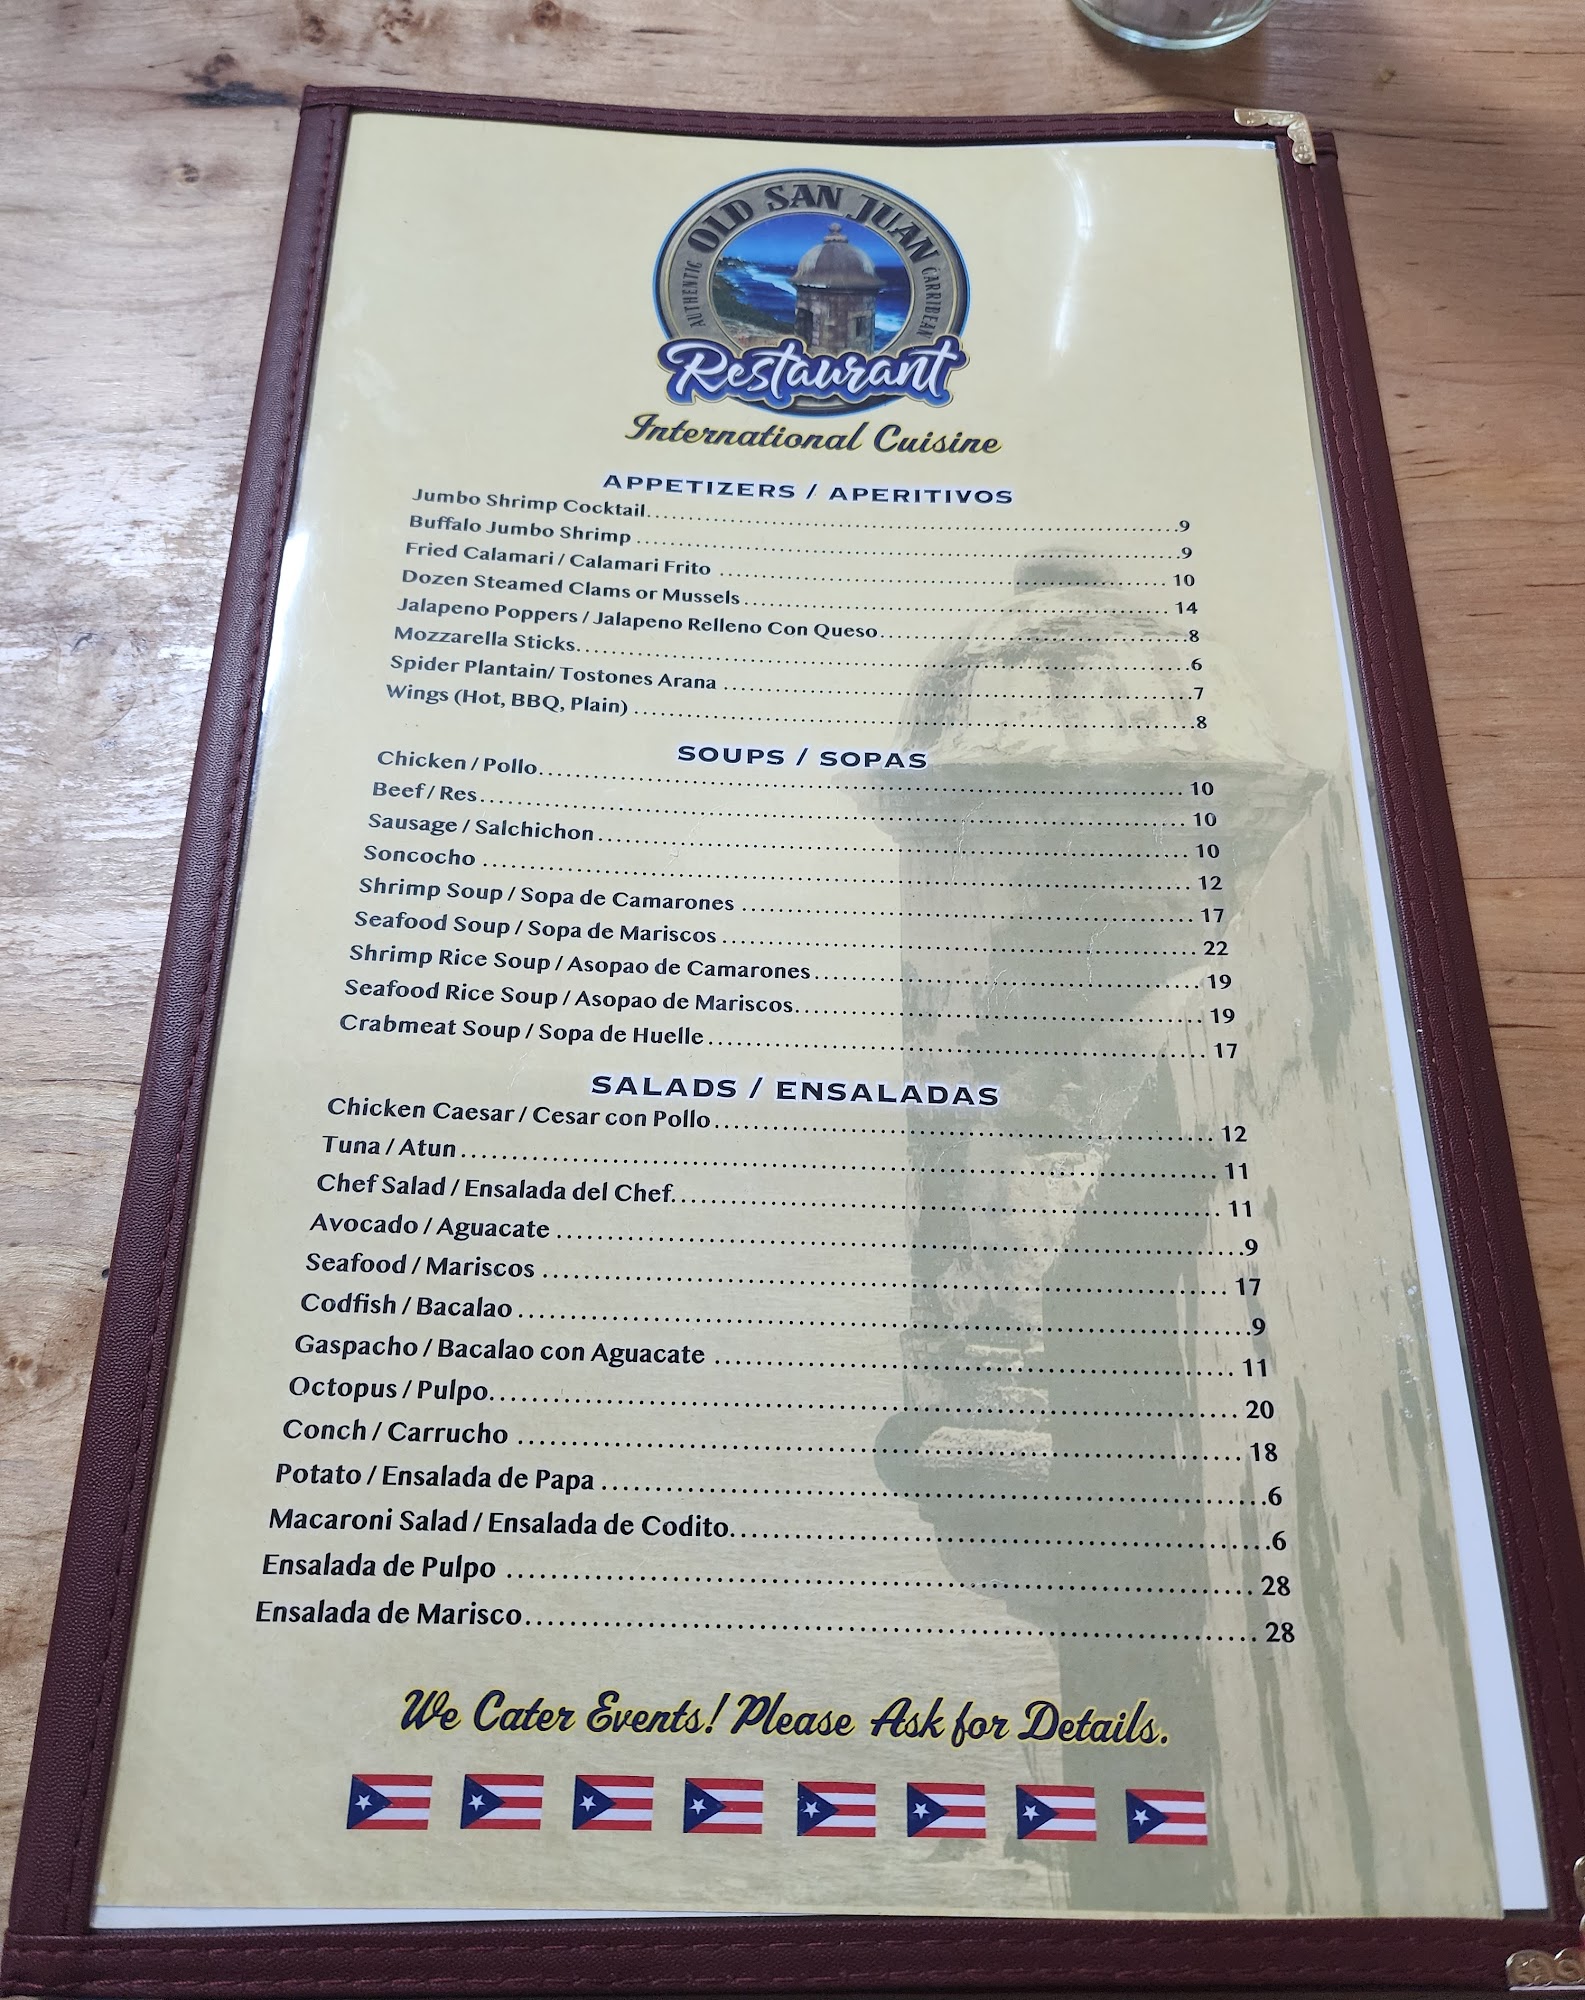 OLD SAN JUAN
AUTHENTIC
CARRIBEAN
Restaurant
International Cuisine
APPETIZERS / APERITIVOS
Jumbo Shrimp Cocktail 9
Buffalo Jumbo Shrimp 9
Fried Calamari / Calamari Frito 10
Dozen Steamed Clams or Mussels 14
Jalapeno Poppers / Jalapeno Relleno Con Queso 8
Mozzarella Sticks 6
Spider Plantain/ Tostones Arana 7
Wings (Hot, BBQ, Plain) 8
SOUPS / SOPAS
Chicken / Pollo 10
Beef / Res 10
Sausage / Salchichon 10
Soncocho 12
Shrimp Soup / Sopa de Camarones 17
Seafood Soup / Sopa de Mariscos 22
Shrimp Rice Soup / Asopao de Camarones 19
Seafood Rice Soup / Asopao de Mariscos 19
Crabmeat Soup / Sopa de Huelle 17
SALADS / ENSALADAS
Chicken Caesar / Cesar con Pollo 12
Tuna / Atun 11
Chef Salad / Ensalada del Chef 11
Avocado / Aguacate 9
Seafood / Mariscos 17
Codfish / Bacalao 9
Gaspacho / Bacalao con Aguacate 11
Octopus / Pulpo 20
Conch / Carrucho 18
Potato / Ensalada de Papa 6
Macaroni Salad / Ensalada de Codito 6
Ensalada de Pulpo 28
Ensalada de Marisco 28
We Cater Events! Please Ask for Details.